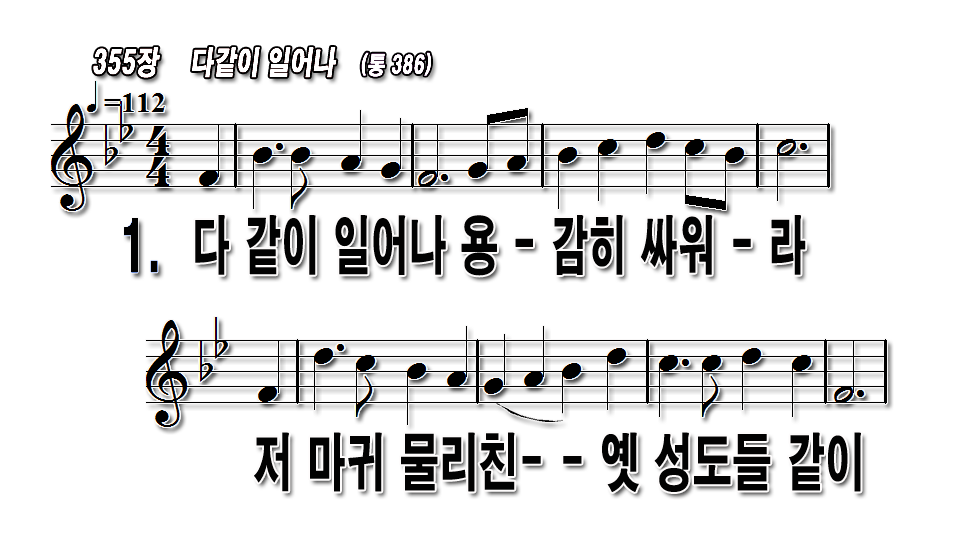 355장 다같이 일어나 (통 386)
♩=112
4
4
1. 다 같이 일어나 용 - 감히 싸워 - 라
저 마귀 물리친- - 옛 성도들 같이